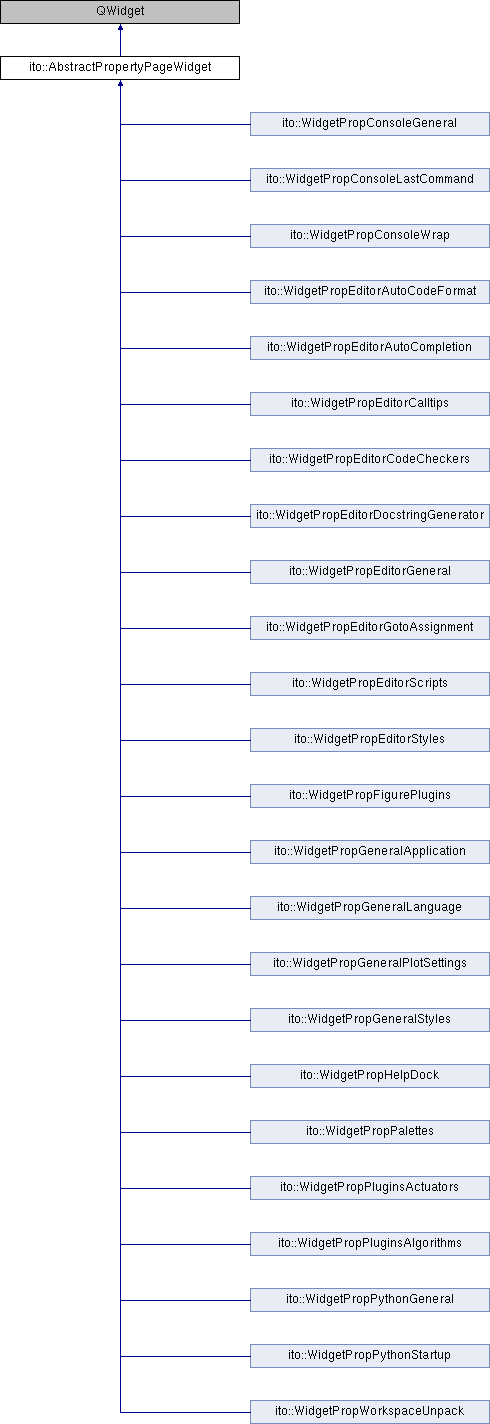 QWidget
ito::AbstractPropertyPageWidget
ito::WidgetPropConsoleGeneral
ito::WidgetPropConsoleLastCommand
ito::WidgetPropConsoleWrap
ito::WidgetPropEditorAutoCodeFormat
ito::WidgetPropEditorAutoCompletion
ito::WidgetPropEditorCalltips
ito::WidgetPropEditorCodeCheckers
ito::WidgetPropEditorDocstringGenerator
ito::WidgetPropEditorGeneral
ito::WidgetPropEditorGotoAssignment
ito::WidgetPropEditorScripts
ito::WidgetPropEditorStyles
ito::WidgetPropFigurePlugins
ito::WidgetPropGeneralApplication
ito::WidgetPropGeneralLanguage
ito::WidgetPropGeneralPlotSettings
ito::WidgetPropGeneralStyles
ito::WidgetPropHelpDock
ito::WidgetPropPalettes
ito::WidgetPropPluginsActuators
ito::WidgetPropPluginsAlgorithms
ito::WidgetPropPythonGeneral
ito::WidgetPropPythonStartup
ito::WidgetPropWorkspaceUnpack